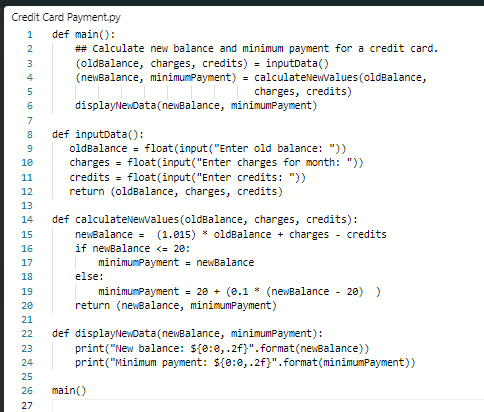 Credit Card Payment.py
1 def main():
2     ## Calculate new balance and minimum payment for a credit card.
3     (oldBalance, charges, credits) = inputData()
4     (newBalance, minimumPayment) = calculateNewValues(oldBalance,
5                                    charges, credits)
6     displayNewData(newBalance, minimumPayment)
7
8 def inputData():
9    oldBalance = float(input("Enter old balance: "))
10    charges = float(input("Enter charges for month: "))
11    credits = float(input("Enter credits: "))
12    return (oldBalance, charges, credits)
13
14 def calculateNewValues(oldBalance, charges, credits):
15     newBalance =  (1.015) * oldBalance + charges - credits
16     if newBalance <= 20:
17         minimumPayment = newBalance
18     else:
19         minimumPayment = 20 + (0.1 * (newBalance - 20)  )
20     return (newBalance, minimumPayment)
21
22 def displayNewData(newBalance, minimumPayment):
23     print("New balance: ${0:0,.2f}".format(newBalance))
24     print("Minimum payment: ${0:0,.2f}".format(minimumPayment))
25
26 main()
27